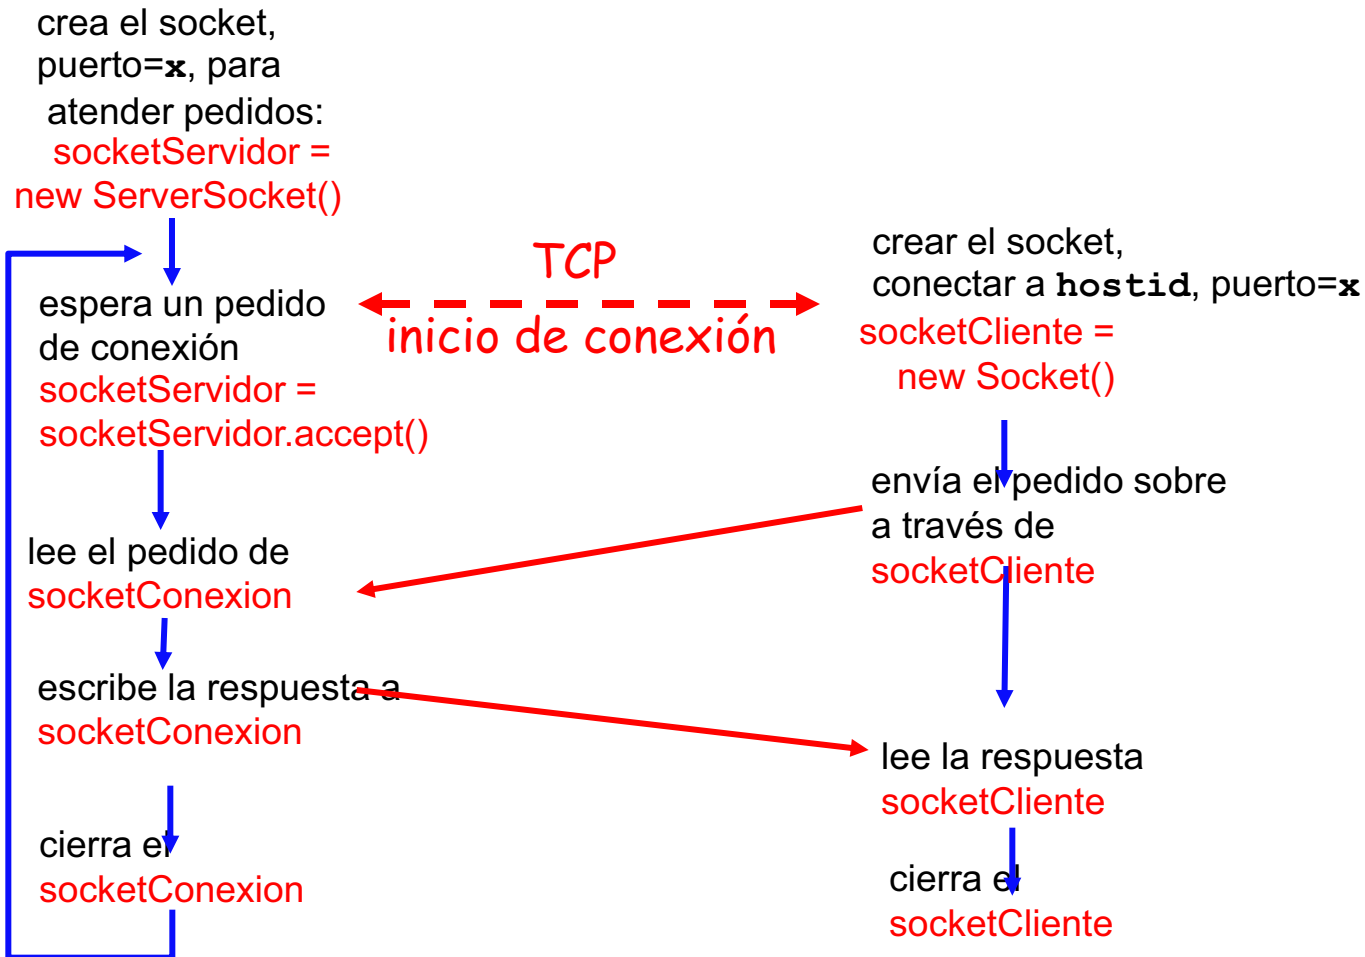 crea el socket,
puerto=x, para
atender pedidos:
socketServidor =
new ServerSocket()
espera un pedido
de conexión
socketServidor =
socketServidor.accept()
lee el pedido de
socketConexion
escribe la respuesta a
socketConexion
cierra el
socketConexion
TCP
inicio de conexión
crear el socket,
conectar a hostid, puerto=x
socketCliente =
new Socket()
envía el pedido sobre
a través de
socketCliente
lee la respuesta
socketCliente
cierra el
socketCliente